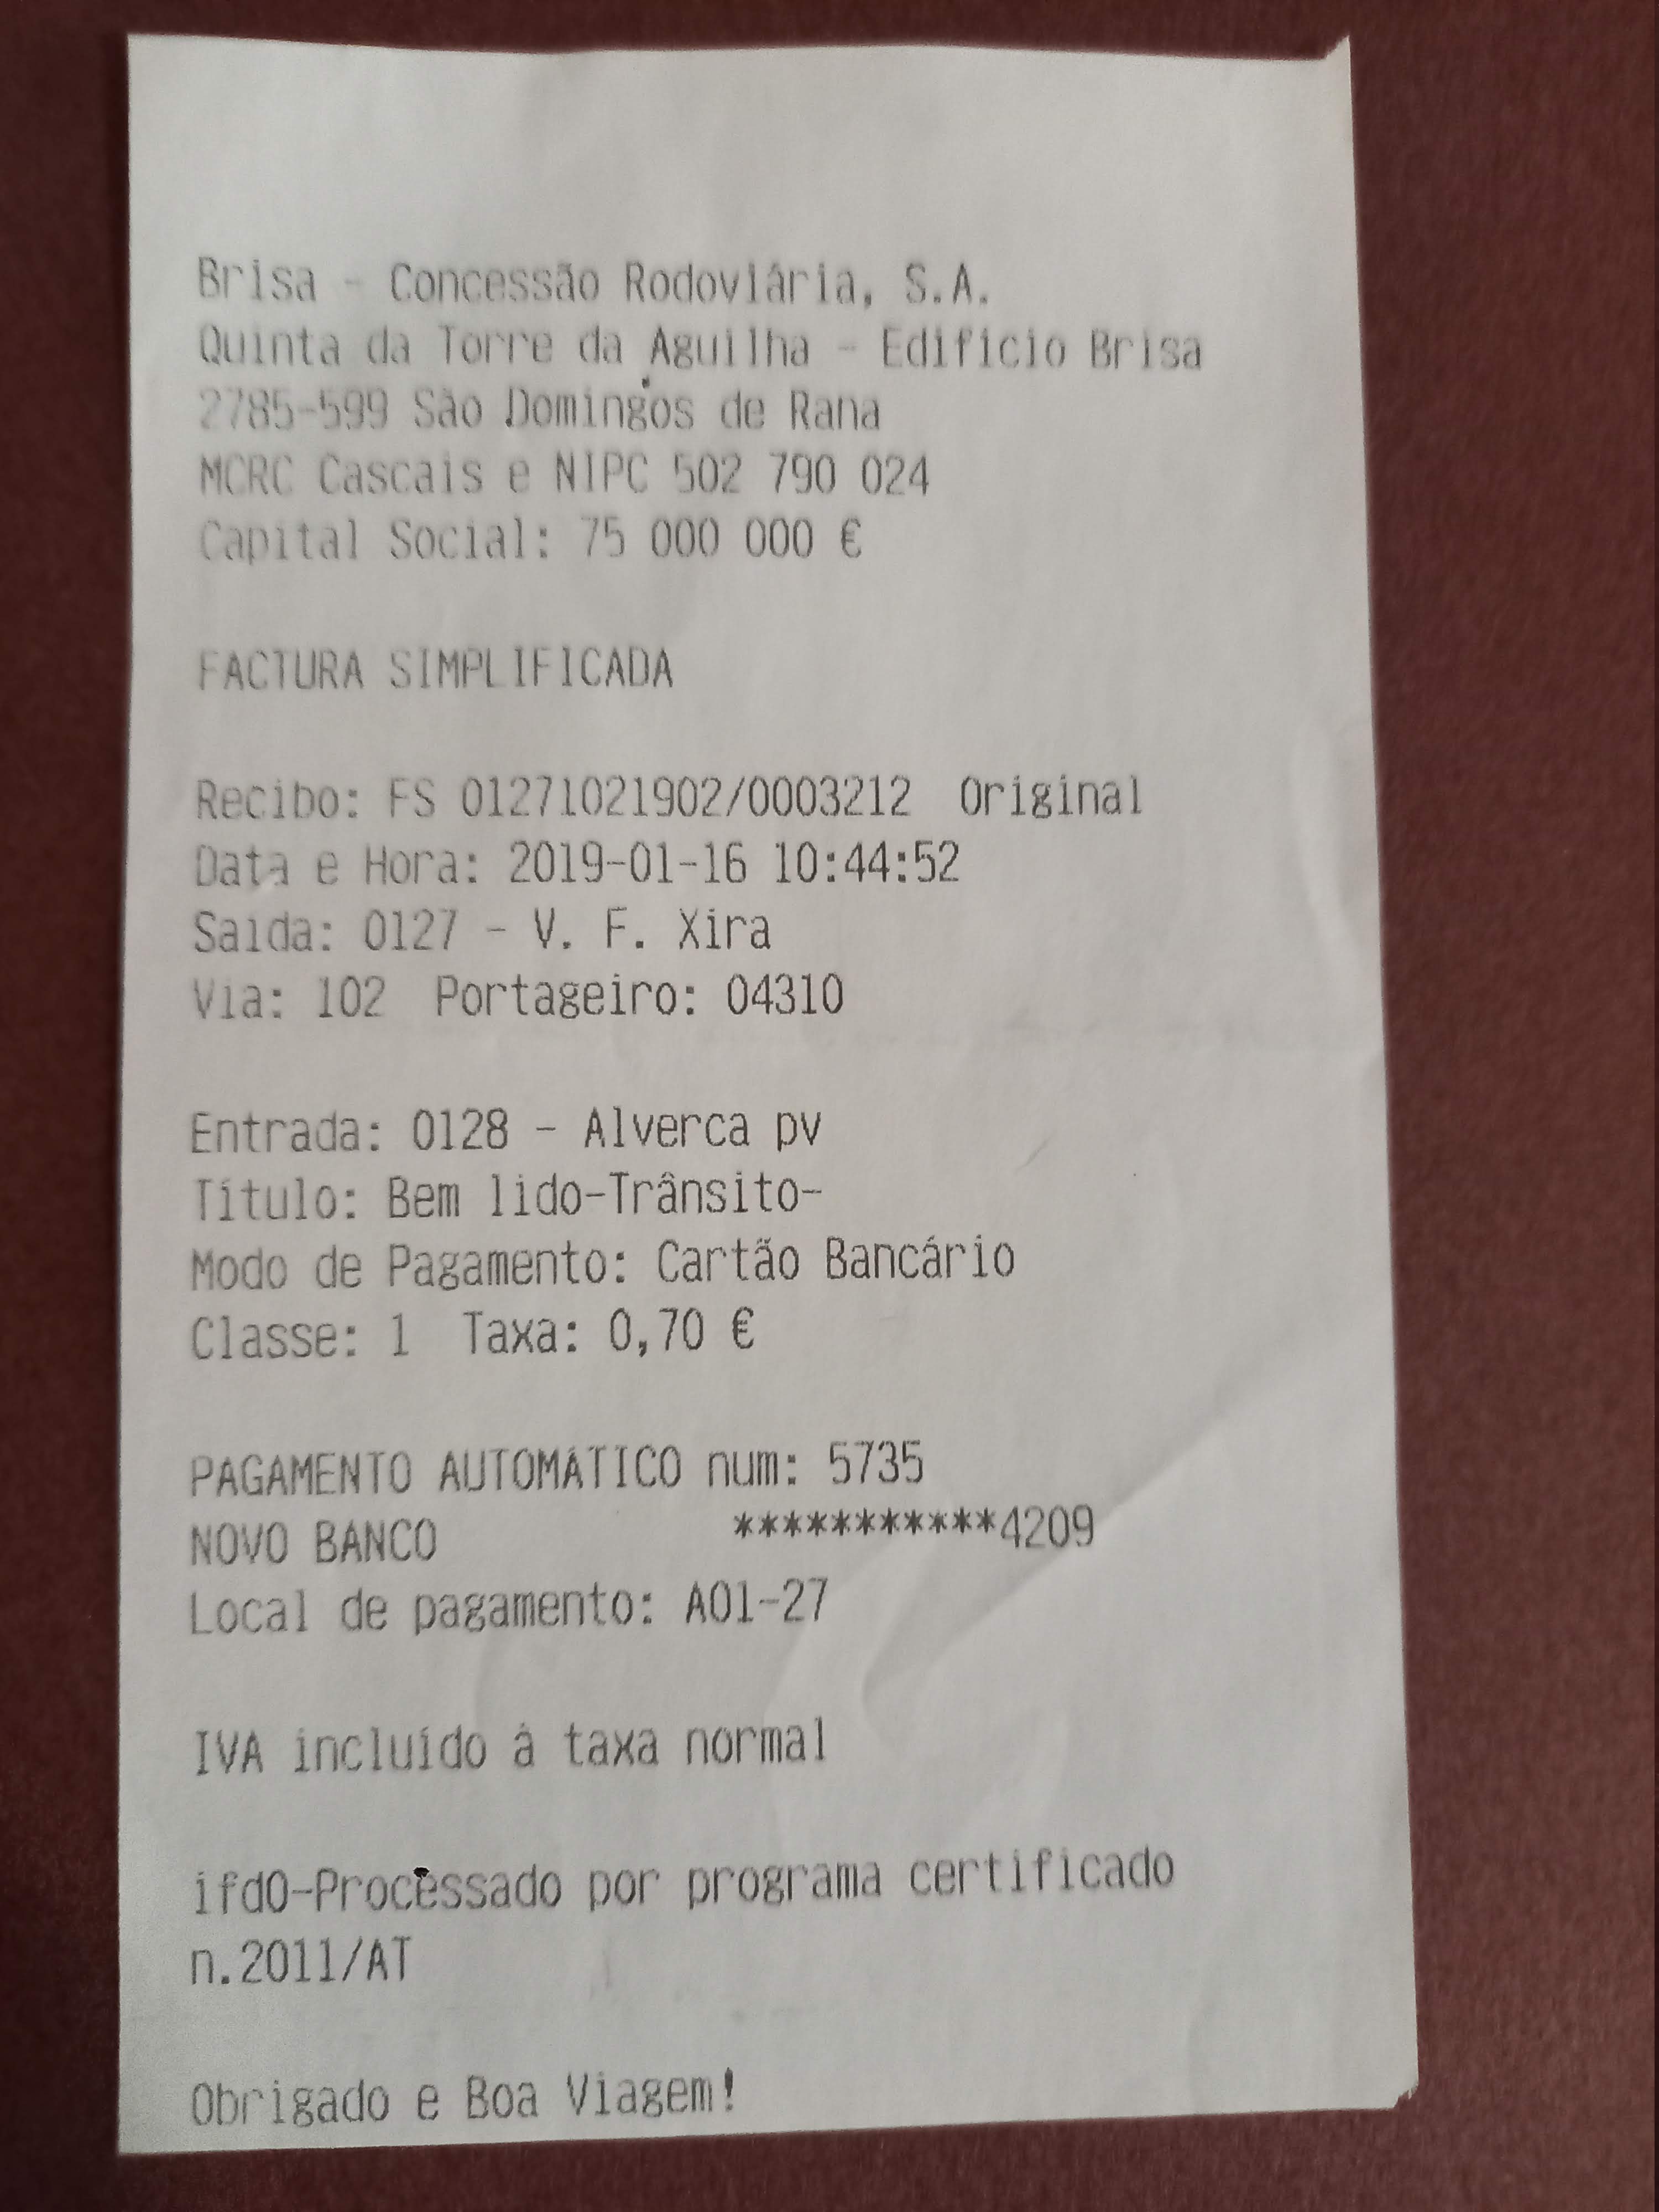 Brisa - Concessão Rodoviária, S.A.
Quinta da Torre da Aguilha - Edifício Brisa
2785-599 São Domingos de Rana
MCRC Cascais e NIPC 502 790 024
Capital Social: 75 000 000 €
FACTURA SIMPLIFICADA
Recibo: FS 01271021902/0003212 Original
Data e Hora: 2019-01-16 10:44:52
Saída: 0127 - V. F. Xira
Via: 102 Portageiro: 04310
Entrada: 0128 - Alverca pv
Título: Bem lido-Trânsito-
Modo de Pagamento: Cartão Bancário
Classe: 1 Taxa: 0,70 €
PAGAMENTO AUTOMÁTICO num: 5735
NOVO BANCO ***********4209
Local de pagamento: A01-27
IVA incluído à taxa normal
ifdO-Processado por programa certificado
n.2011/AT
Obrigado e Boa Viagem!